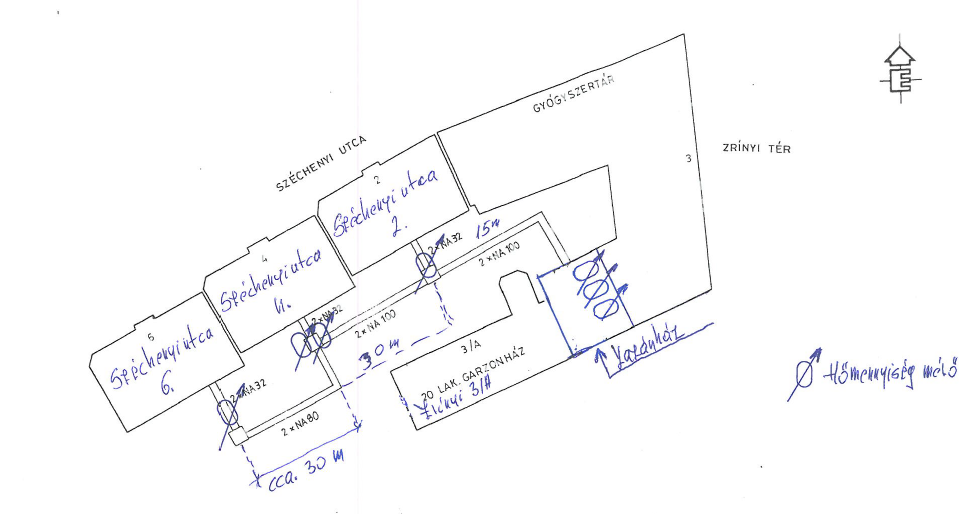 GYÓGYSZERTÁR
SZÉCHENYI UTCA
ZRÍNYI TÉR
3
2
Széchenyi utca
2.
4
Széchenyi utca
4.
5
Széchenyi utca
6.
2 x NA32
15 m
2 x NA 100
2 x NA32
2 x NA 100
30 m
2 x NA32
2 x NA80
cca. 30 m
3/A
20 LAK. GARZONHÁZ
Zrínyi 3/A
Kazánház
Hőmennyiség mérő